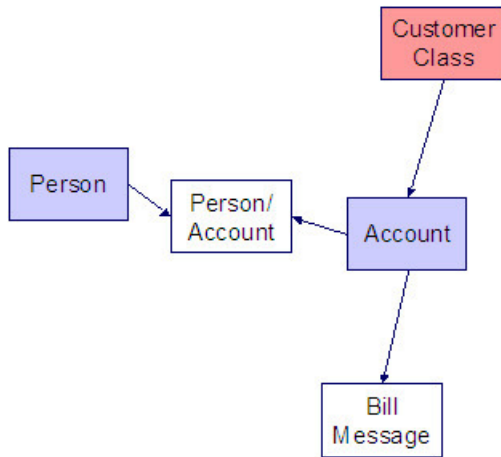 Customer
Class
Person
Person/
Account
Account
Bill
Message